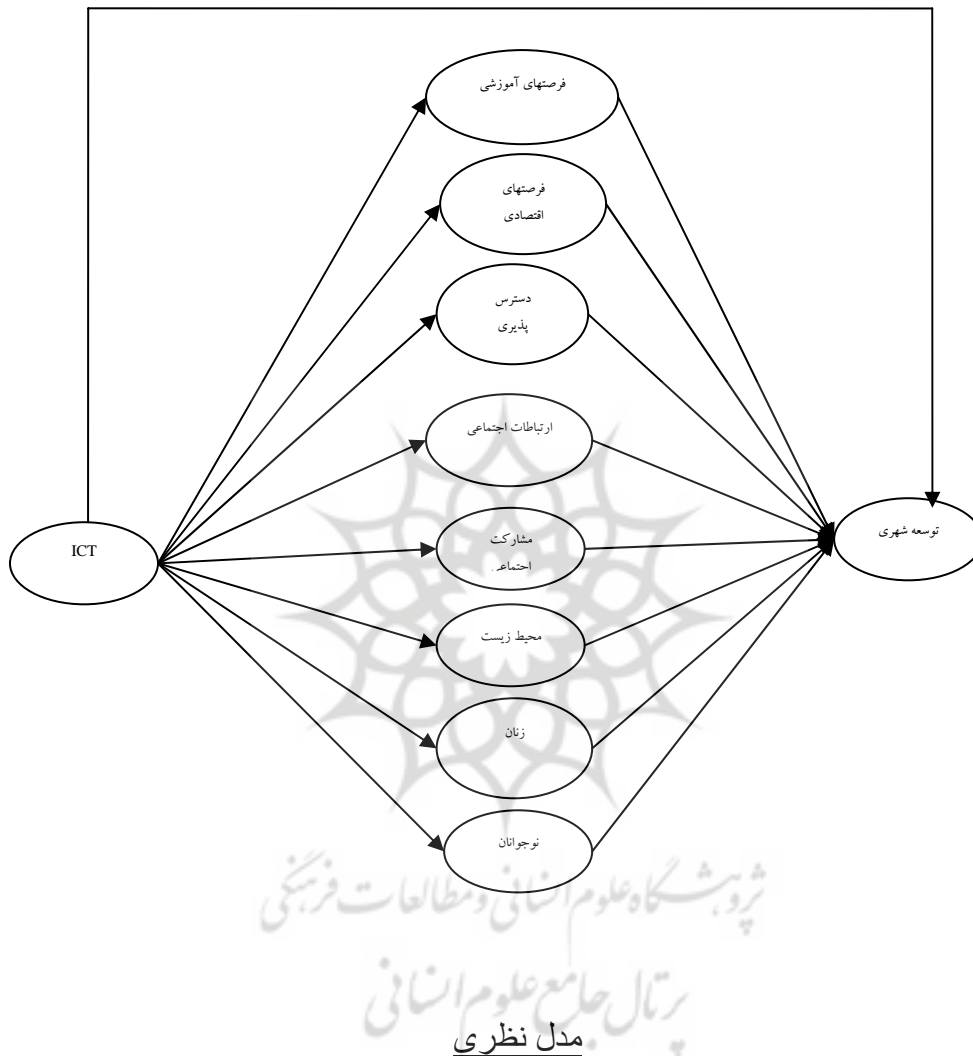 فرصتهای آموزشی
فرصتهای
اقتصادی
دسترس
پذیری
ارتباطات اجتماعی
مشارکت
اجتماعی
ICT
توسعه شهری
محیط زیست
زنان
نوجوانان
پژوهشگاه علوم انسانی و مطالعات فرهنگی
پرتال جامع علوم انسانی
مدل نظری